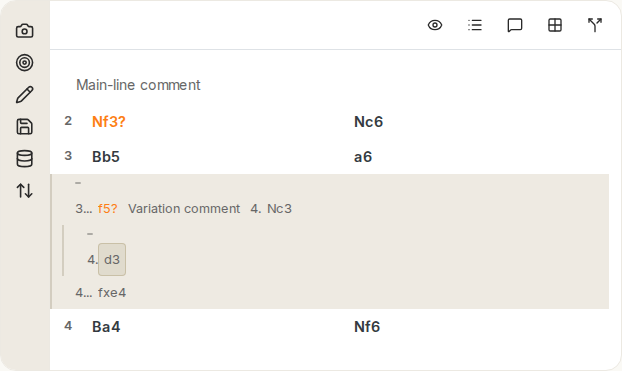 Main-line comment
2 Nf3? Nc6
3 Bb5 a6
–
3... f5? Variation comment 4. Nc3
–
4. d3
4... fxe4
4 Ba4 Nf6